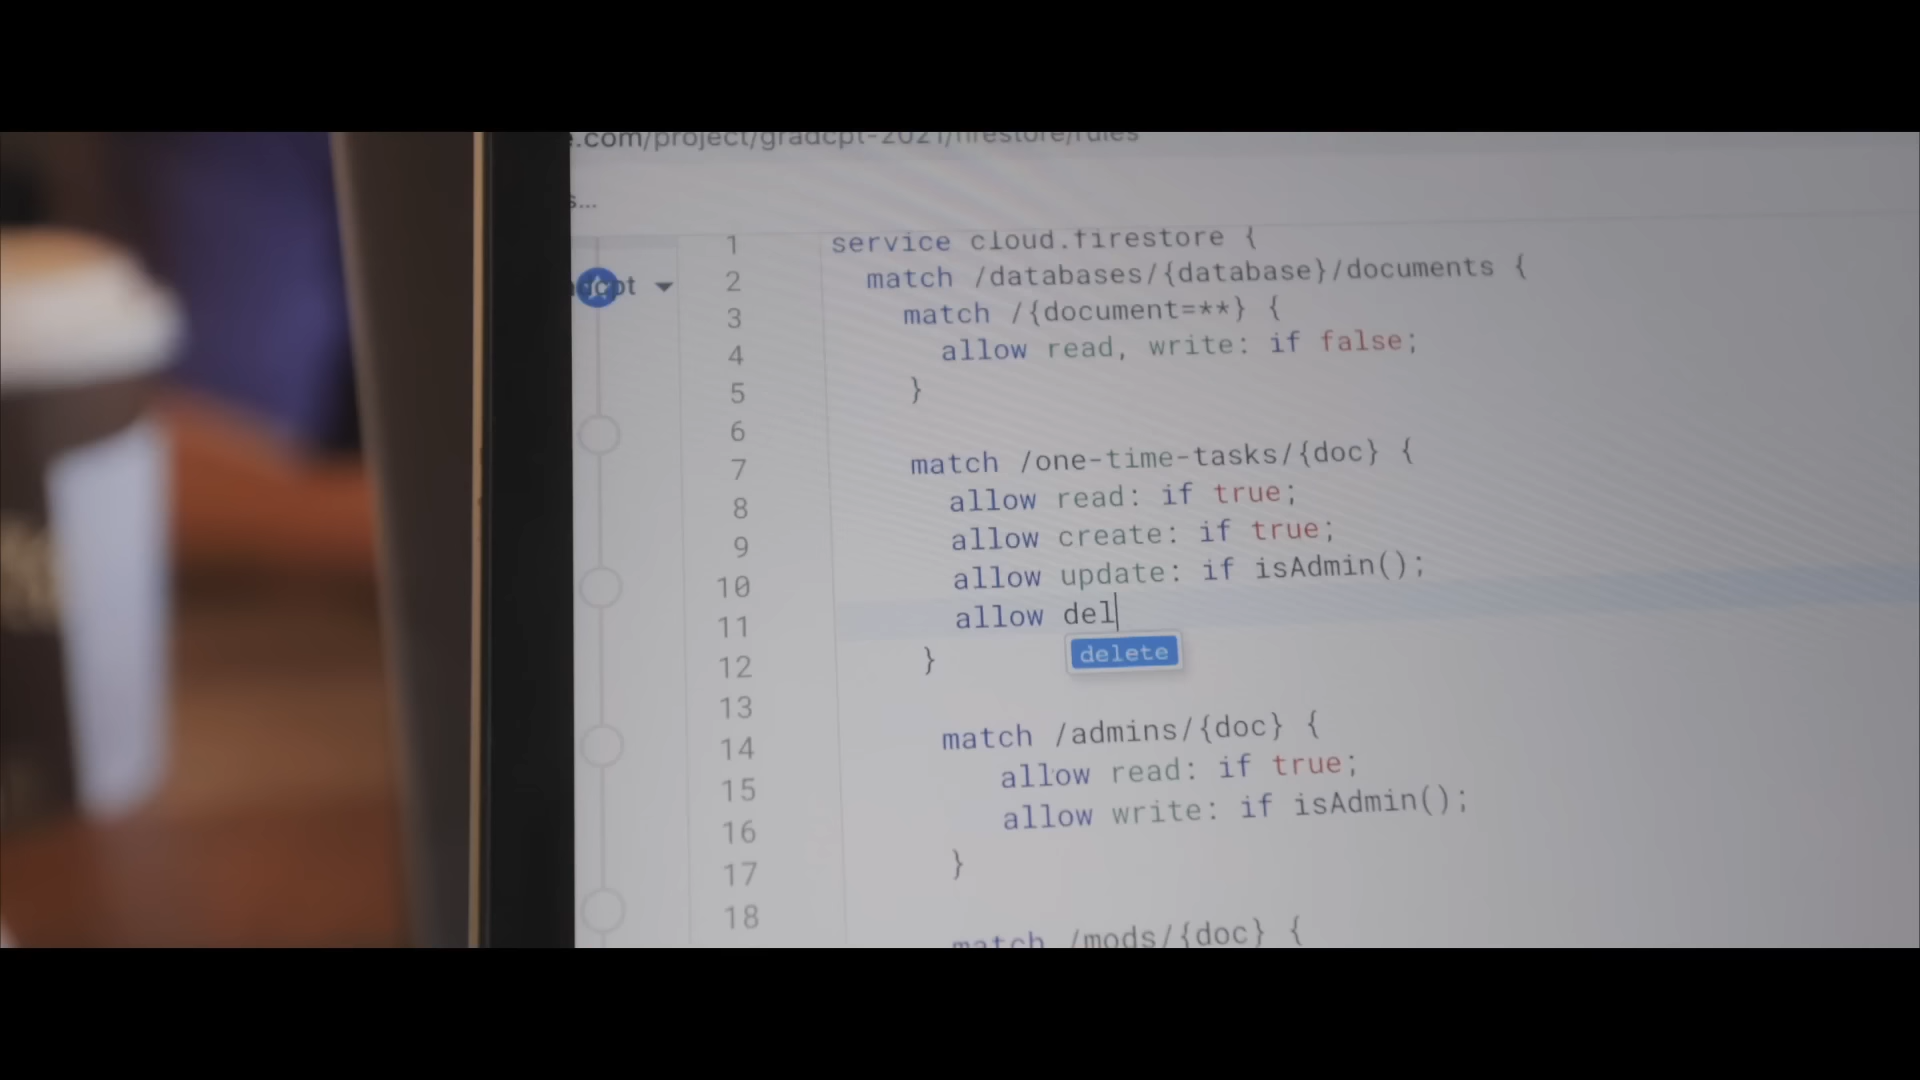 .com/project/gradcpt-2021/firestore/rules
s...
dcpt
1 service cloud.firestore {
2 match /databases/{database}/documents {
3 match /{document=**} {
4 allow read, write: if false;
5 }
6
7 match /one-time-tasks/{doc} {
8 allow read: if true;
9 allow create: if true;
10 allow update: if isAdmin();
11 allow del
delete
12 }
13
14 match /admins/{doc} {
15 allow read: if true;
16 allow write: if isAdmin();
17 }
18
match /mods/{doc} {